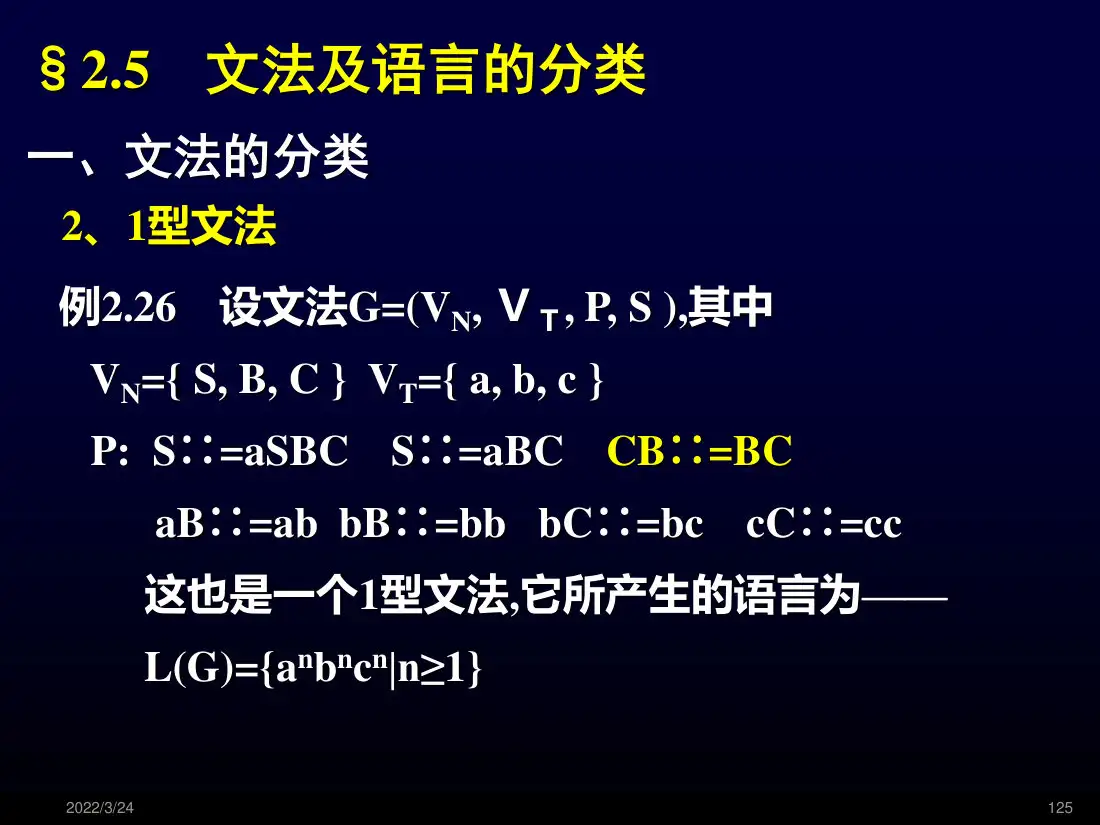 §2.5 文法及语言的分类
一、文法的分类
2、1型文法
例2.26 设文法G=(VN, VT, P, S ),其中
VN={ S, B, C } VT={ a, b, c }
P: S∷=aSBC S∷=aBC CB∷=BC
aB∷=ab bB∷=bb bC∷=bc cC∷=cc
这也是一个1型文法,它所产生的语言为——
L(G)={aⁿbⁿcⁿ|n≥1}
2022/3/24 125